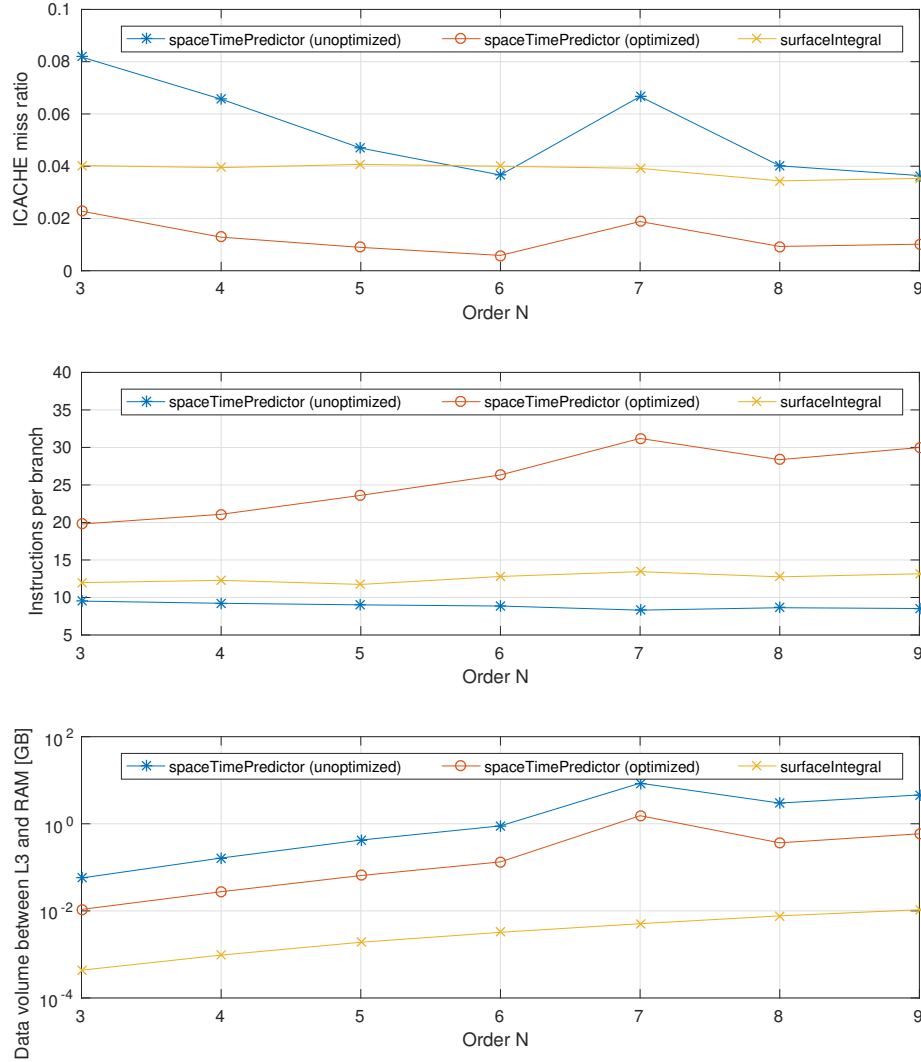 0.1
spaceTimePredictor (unoptimized) spaceTimePredictor (optimized) surfaceIntegral
0.08
0.06
0.04
0.02
0
ICACHE miss ratio
3 4 5 6 7 8 9
Order N
40
spaceTimePredictor (unoptimized) spaceTimePredictor (optimized) surfaceIntegral
35
30
25
20
15
10
5
Instructions per branch
3 4 5 6 7 8 9
Order N
10^2
spaceTimePredictor (unoptimized) spaceTimePredictor (optimized) surfaceIntegral
10^0
10^-2
10^-4
Data volume between L3 and RAM [GB]
3 4 5 6 7 8 9
Order N